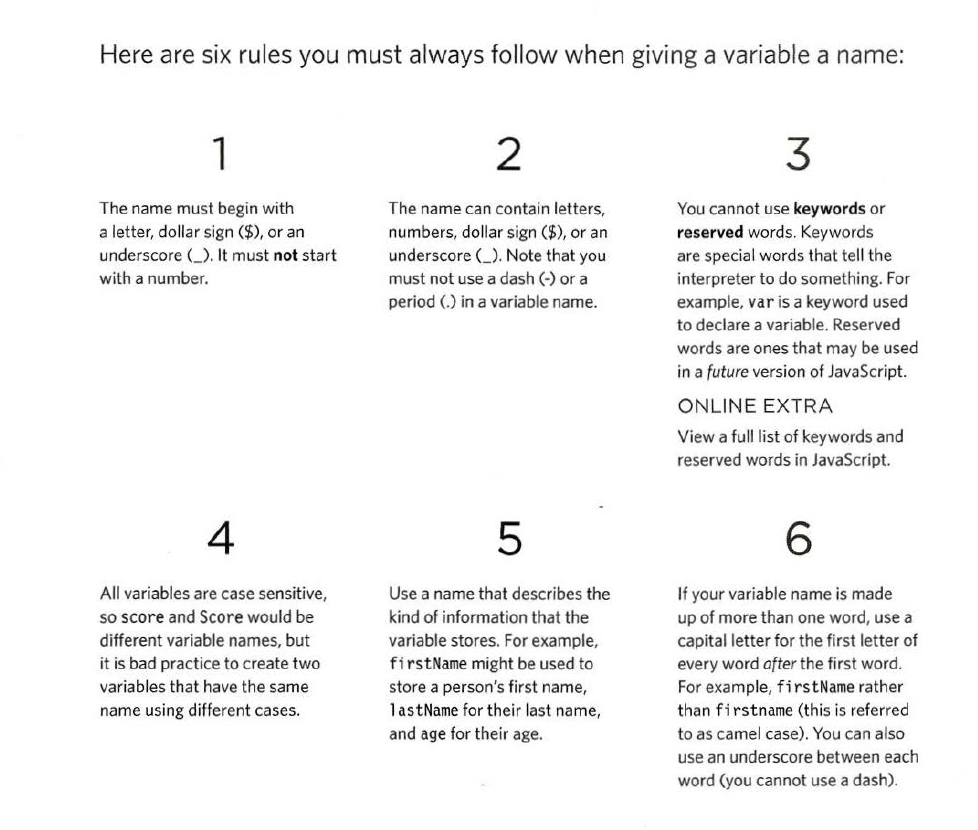 Here are six rules you must always follow when giving a variable a name:
1
The name must begin with
a letter, dollar sign ($), or an
underscore (_). It must not start
with a number.
2
The name can contain letters,
numbers, dollar sign ($), or an
underscore (_). Note that you
must not use a dash (-) or a
period (.) in a variable name.
3
You cannot use keywords or
reserved words. Keywords
are special words that tell the
interpreter to do something. For
example, var is a keyword used
to declare a variable. Reserved
words are ones that may be used
in a future version of JavaScript.
ONLINE EXTRA
View a full list of keywords and
reserved words in JavaScript.
4
All variables are case sensitive,
so score and Score would be
different variable names, but
it is bad practice to create two
variables that have the same
name using different cases.
5
Use a name that describes the
kind of information that the
variable stores. For example,
firstName might be used to
store a person's first name,
lastName for their last name,
and age for their age.
6
If your variable name is made
up of more than one word, use a
capital letter for the first letter of
every word after the first word.
For example, firstName rather
than firstname (this is referred
to as camel case). You can also
use an underscore between each
word (you cannot use a dash).